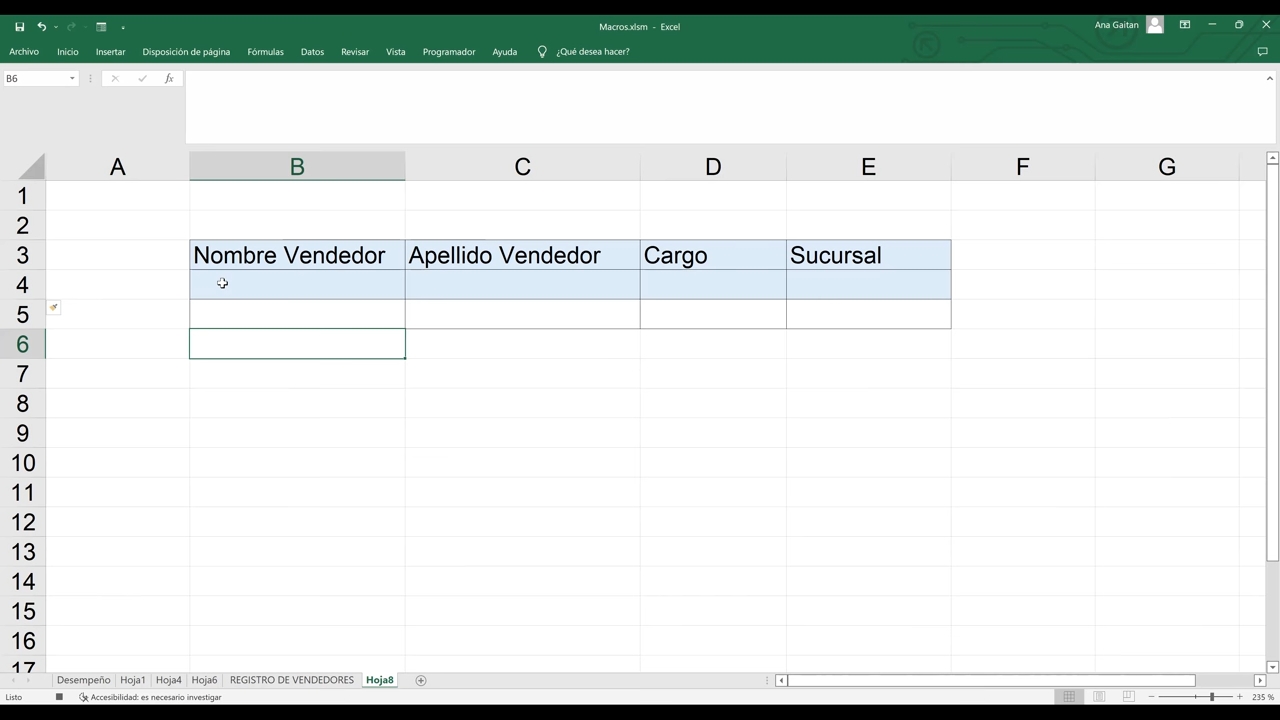 Macros.xlsm - Excel
Ana Gaitan
Archivo Inicio Insertar Disposición de página Fórmulas Datos Revisar Vista Programador Ayuda ¿Qué desea hacer?
B6 fx
A B C D E F G
1
2
3 Nombre Vendedor Apellido Vendedor Cargo Sucursal
4
5
6
7
8
9
10
11
12
13
14
15
16
17
Desempeño Hoja1 Hoja4 Hoja6 REGISTRO DE VENDEDORES Hoja8
Listo Accesibilidad: es necesario investigar 235 %